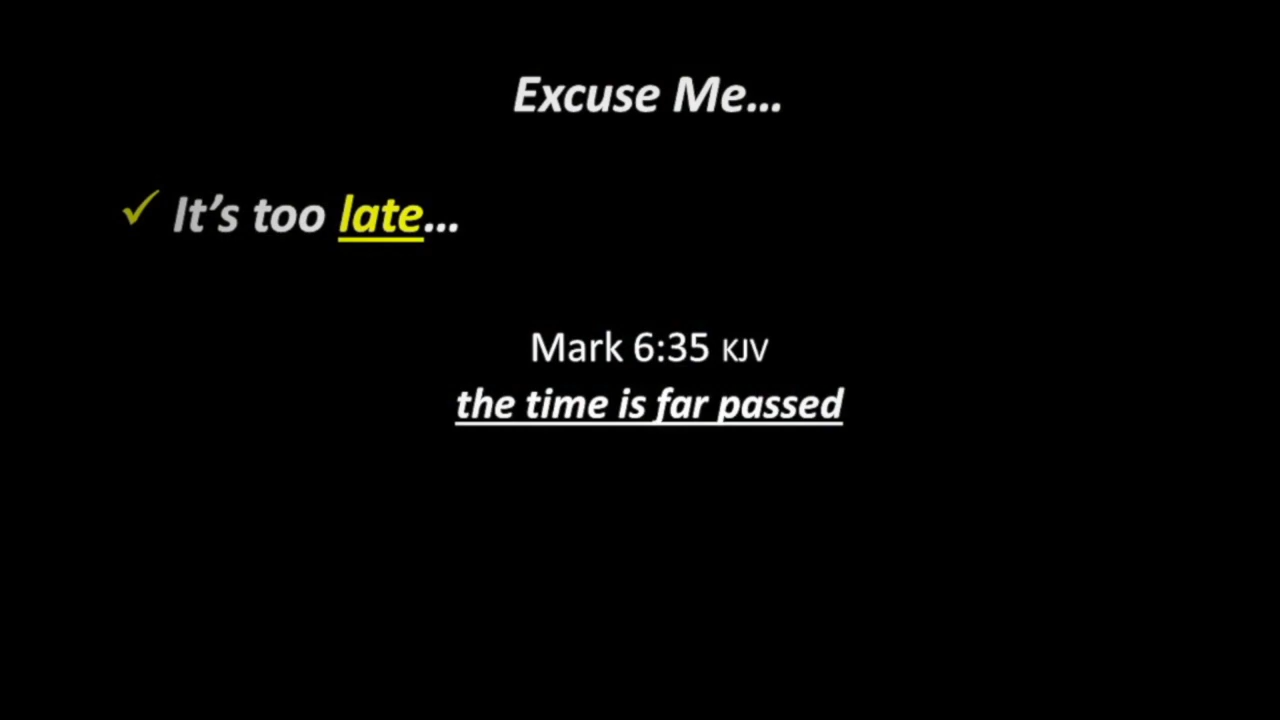 Excuse Me...
✓ It's too late...
Mark 6:35 KJV
the time is far passed